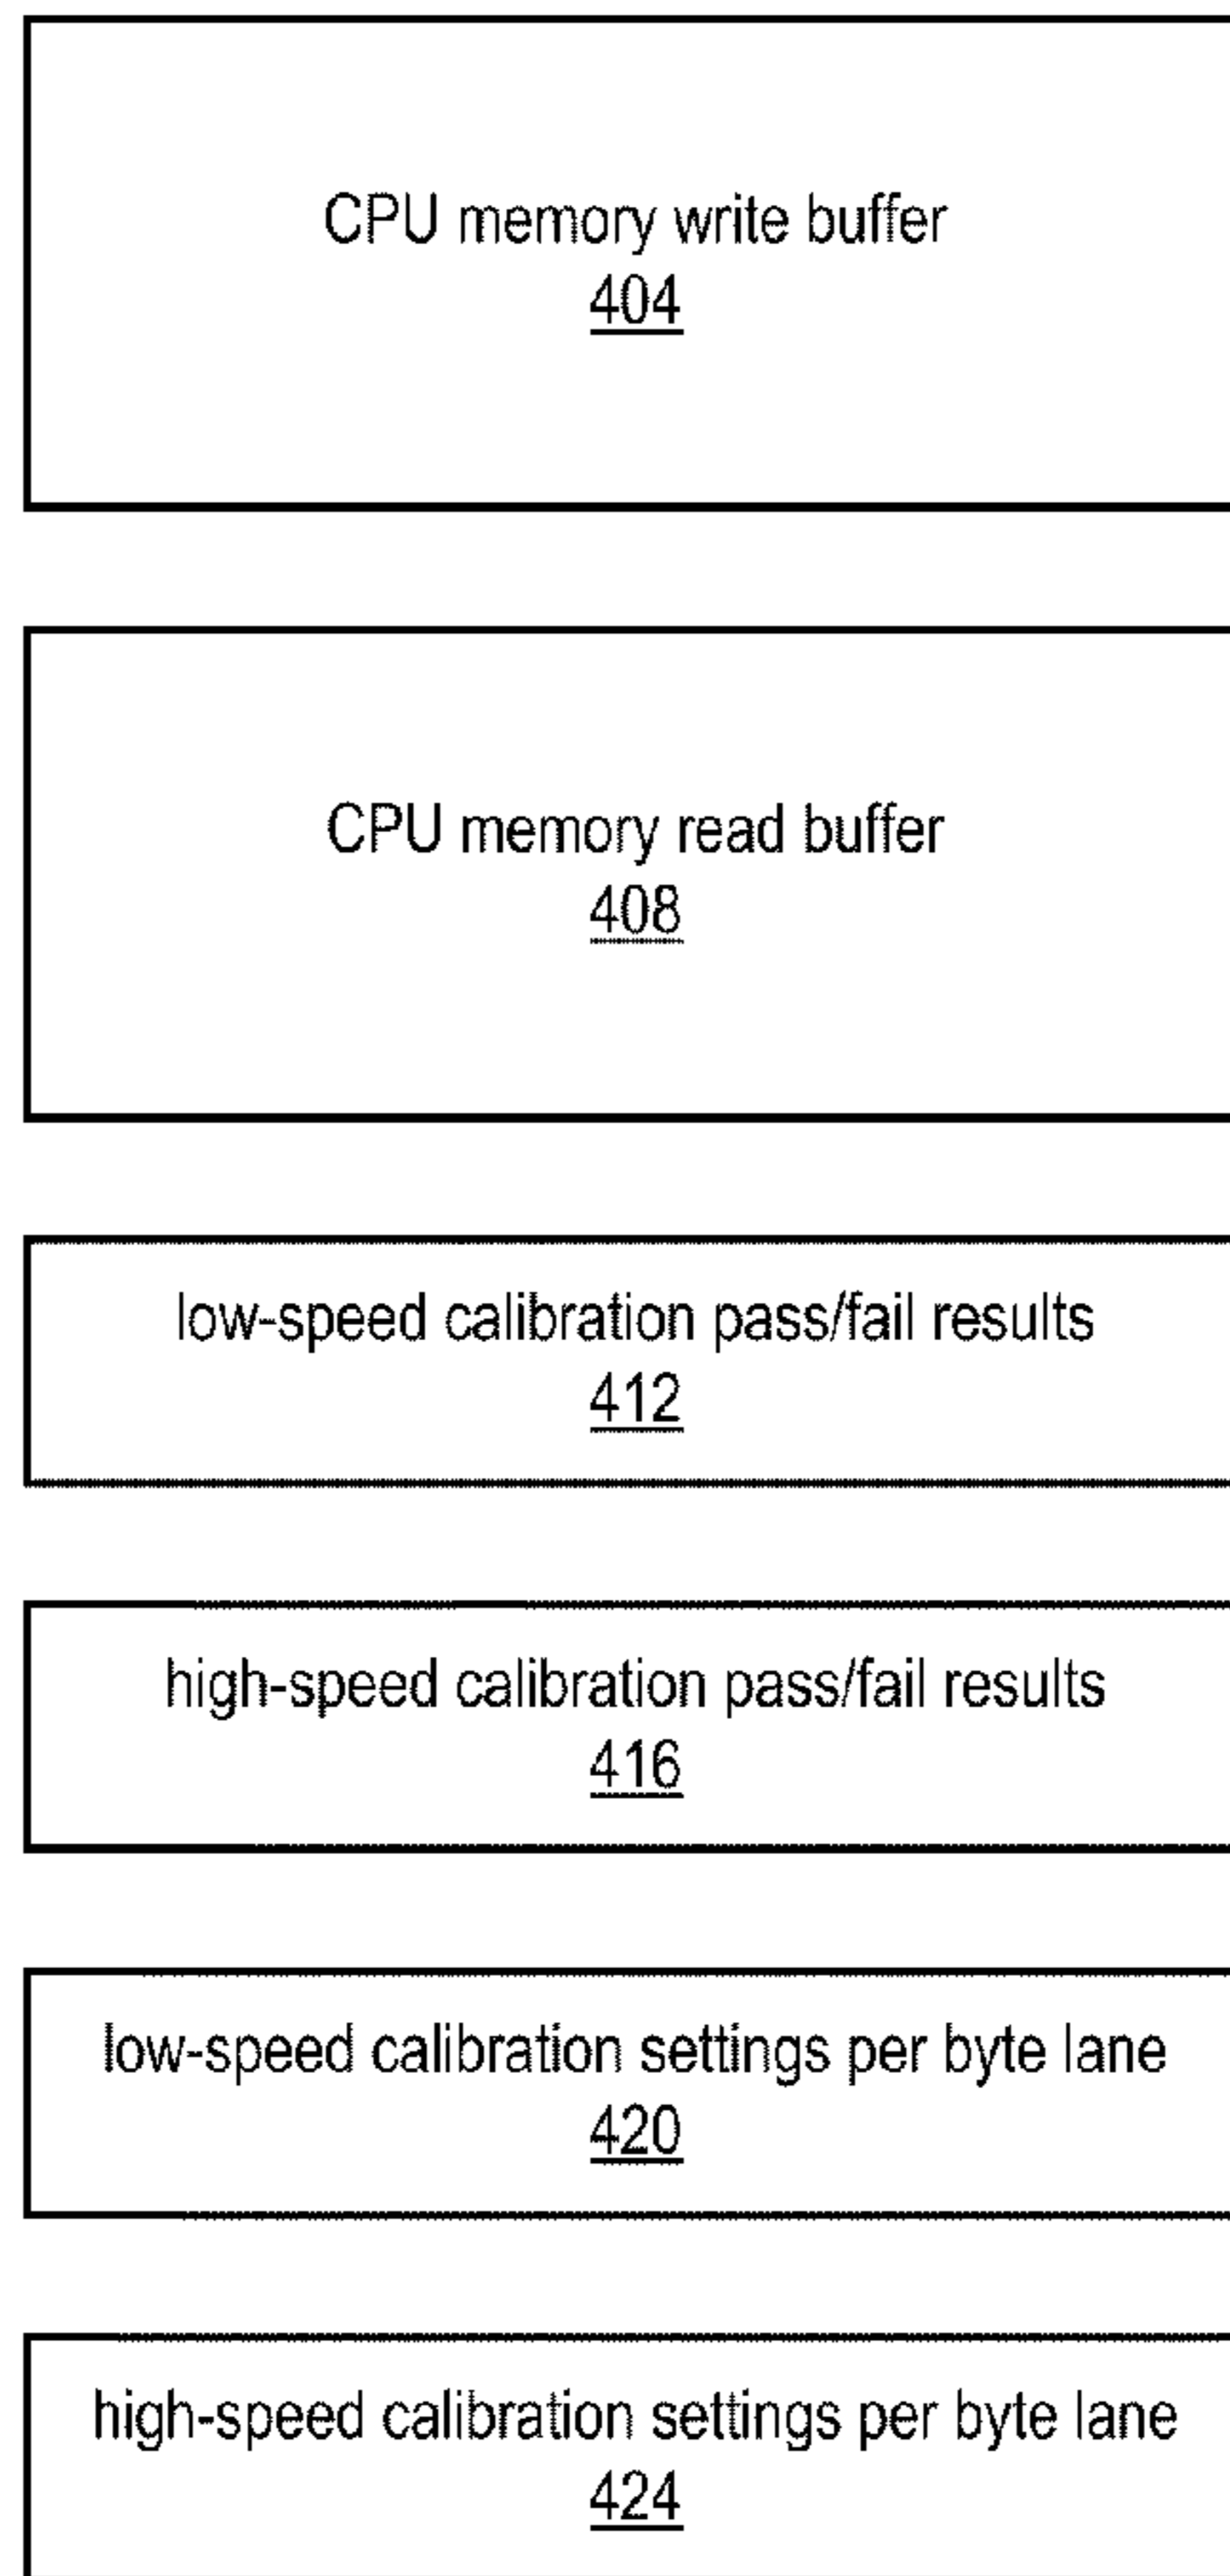 CPU memory write buffer
404
CPU memory read buffer
408
low-speed calibration pass/fail results
412
high-speed calibration pass/fail results
416
low-speed calibration settings per byte lane
420
high-speed calibration settings per byte lane
424